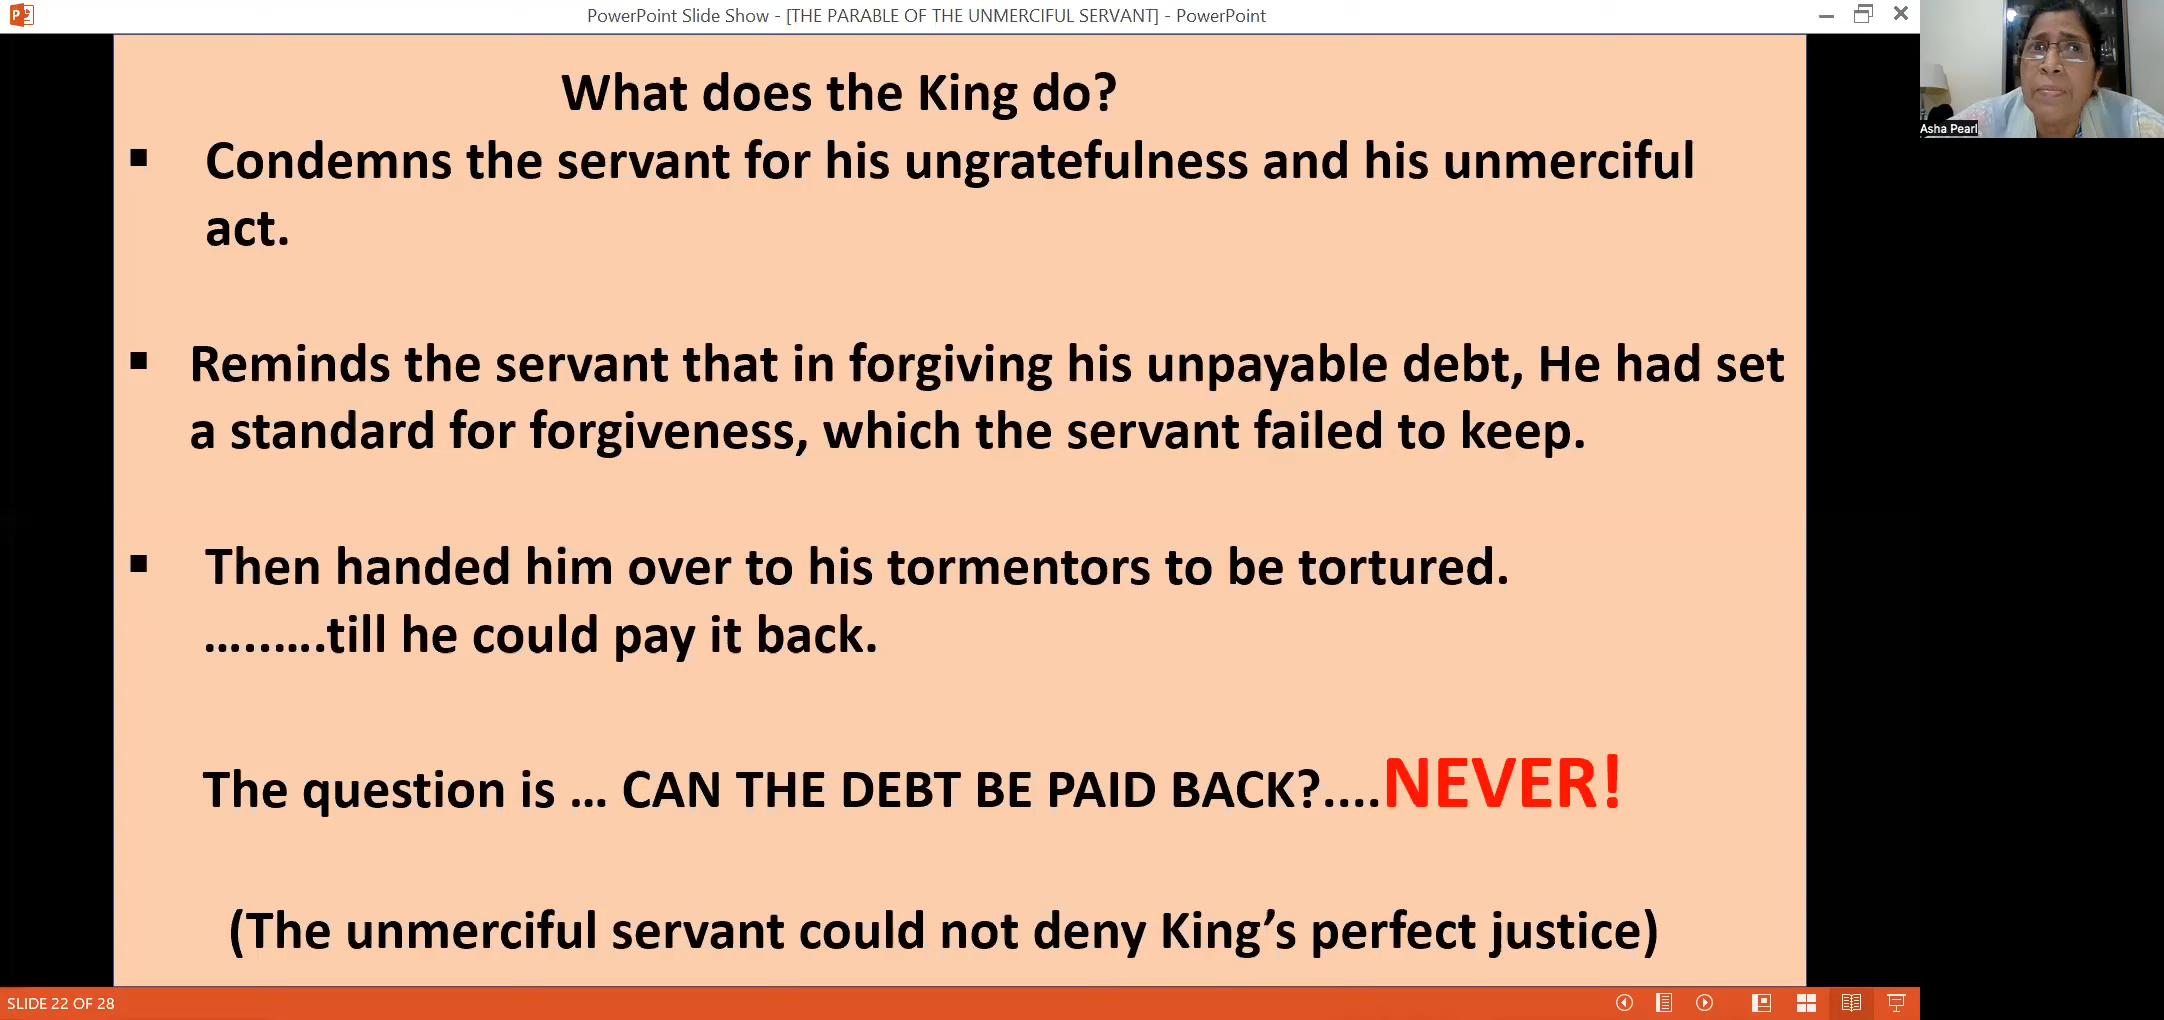 PowerPoint Slide Show - [THE PARABLE OF THE UNMERCIFUL SERVANT] - PowerPoint
What does the King do?
▪ Condemns the servant for his ungratefulness and his unmerciful
act.
▪ Reminds the servant that in forgiving his unpayable debt, He had set
a standard for forgiveness, which the servant failed to keep.
▪ Then handed him over to his tormentors to be tortured.
…..….till he could pay it back.
The question is … CAN THE DEBT BE PAID BACK?....NEVER!
(The unmerciful servant could not deny King’s perfect justice)
Asha Pearl
SLIDE 22 OF 28